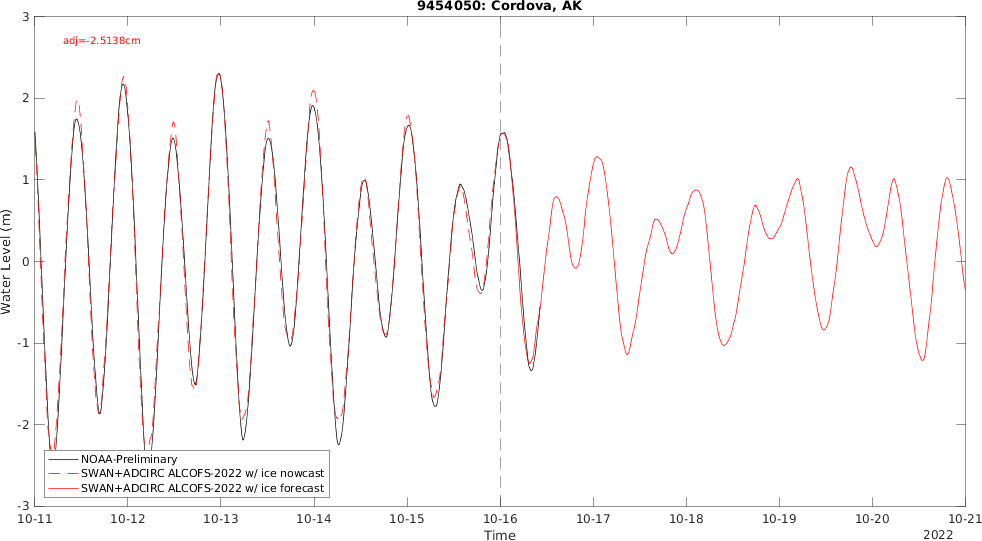 9454050: Cordova, AK
adj=-2.5138cm
3
2
1
0
-1
-2
-3
Water Level (m)
NOAA-Preliminary
SWAN+ADCIRC ALCOFS-2022 w/ ice nowcast
SWAN+ADCIRC ALCOFS-2022 w/ ice forecast
10-11 10-12 10-13 10-14 10-15 10-16 10-17 10-18 10-19 10-20 10-21
Time
2022